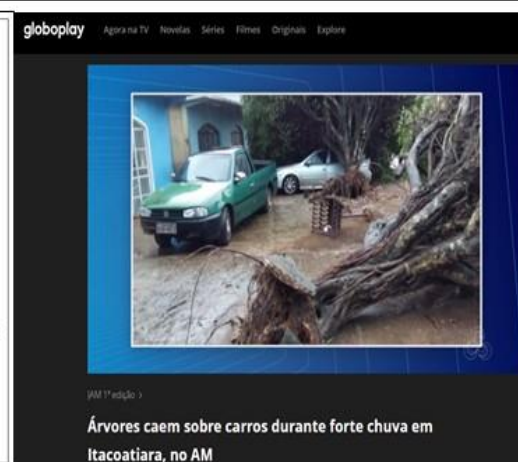 globoplay Agora na TV Novelas Séries Filmes Originais Explore
JAM 1ª edição >
Árvores caem sobre carros durante forte chuva em
Itacoatiara, no AM